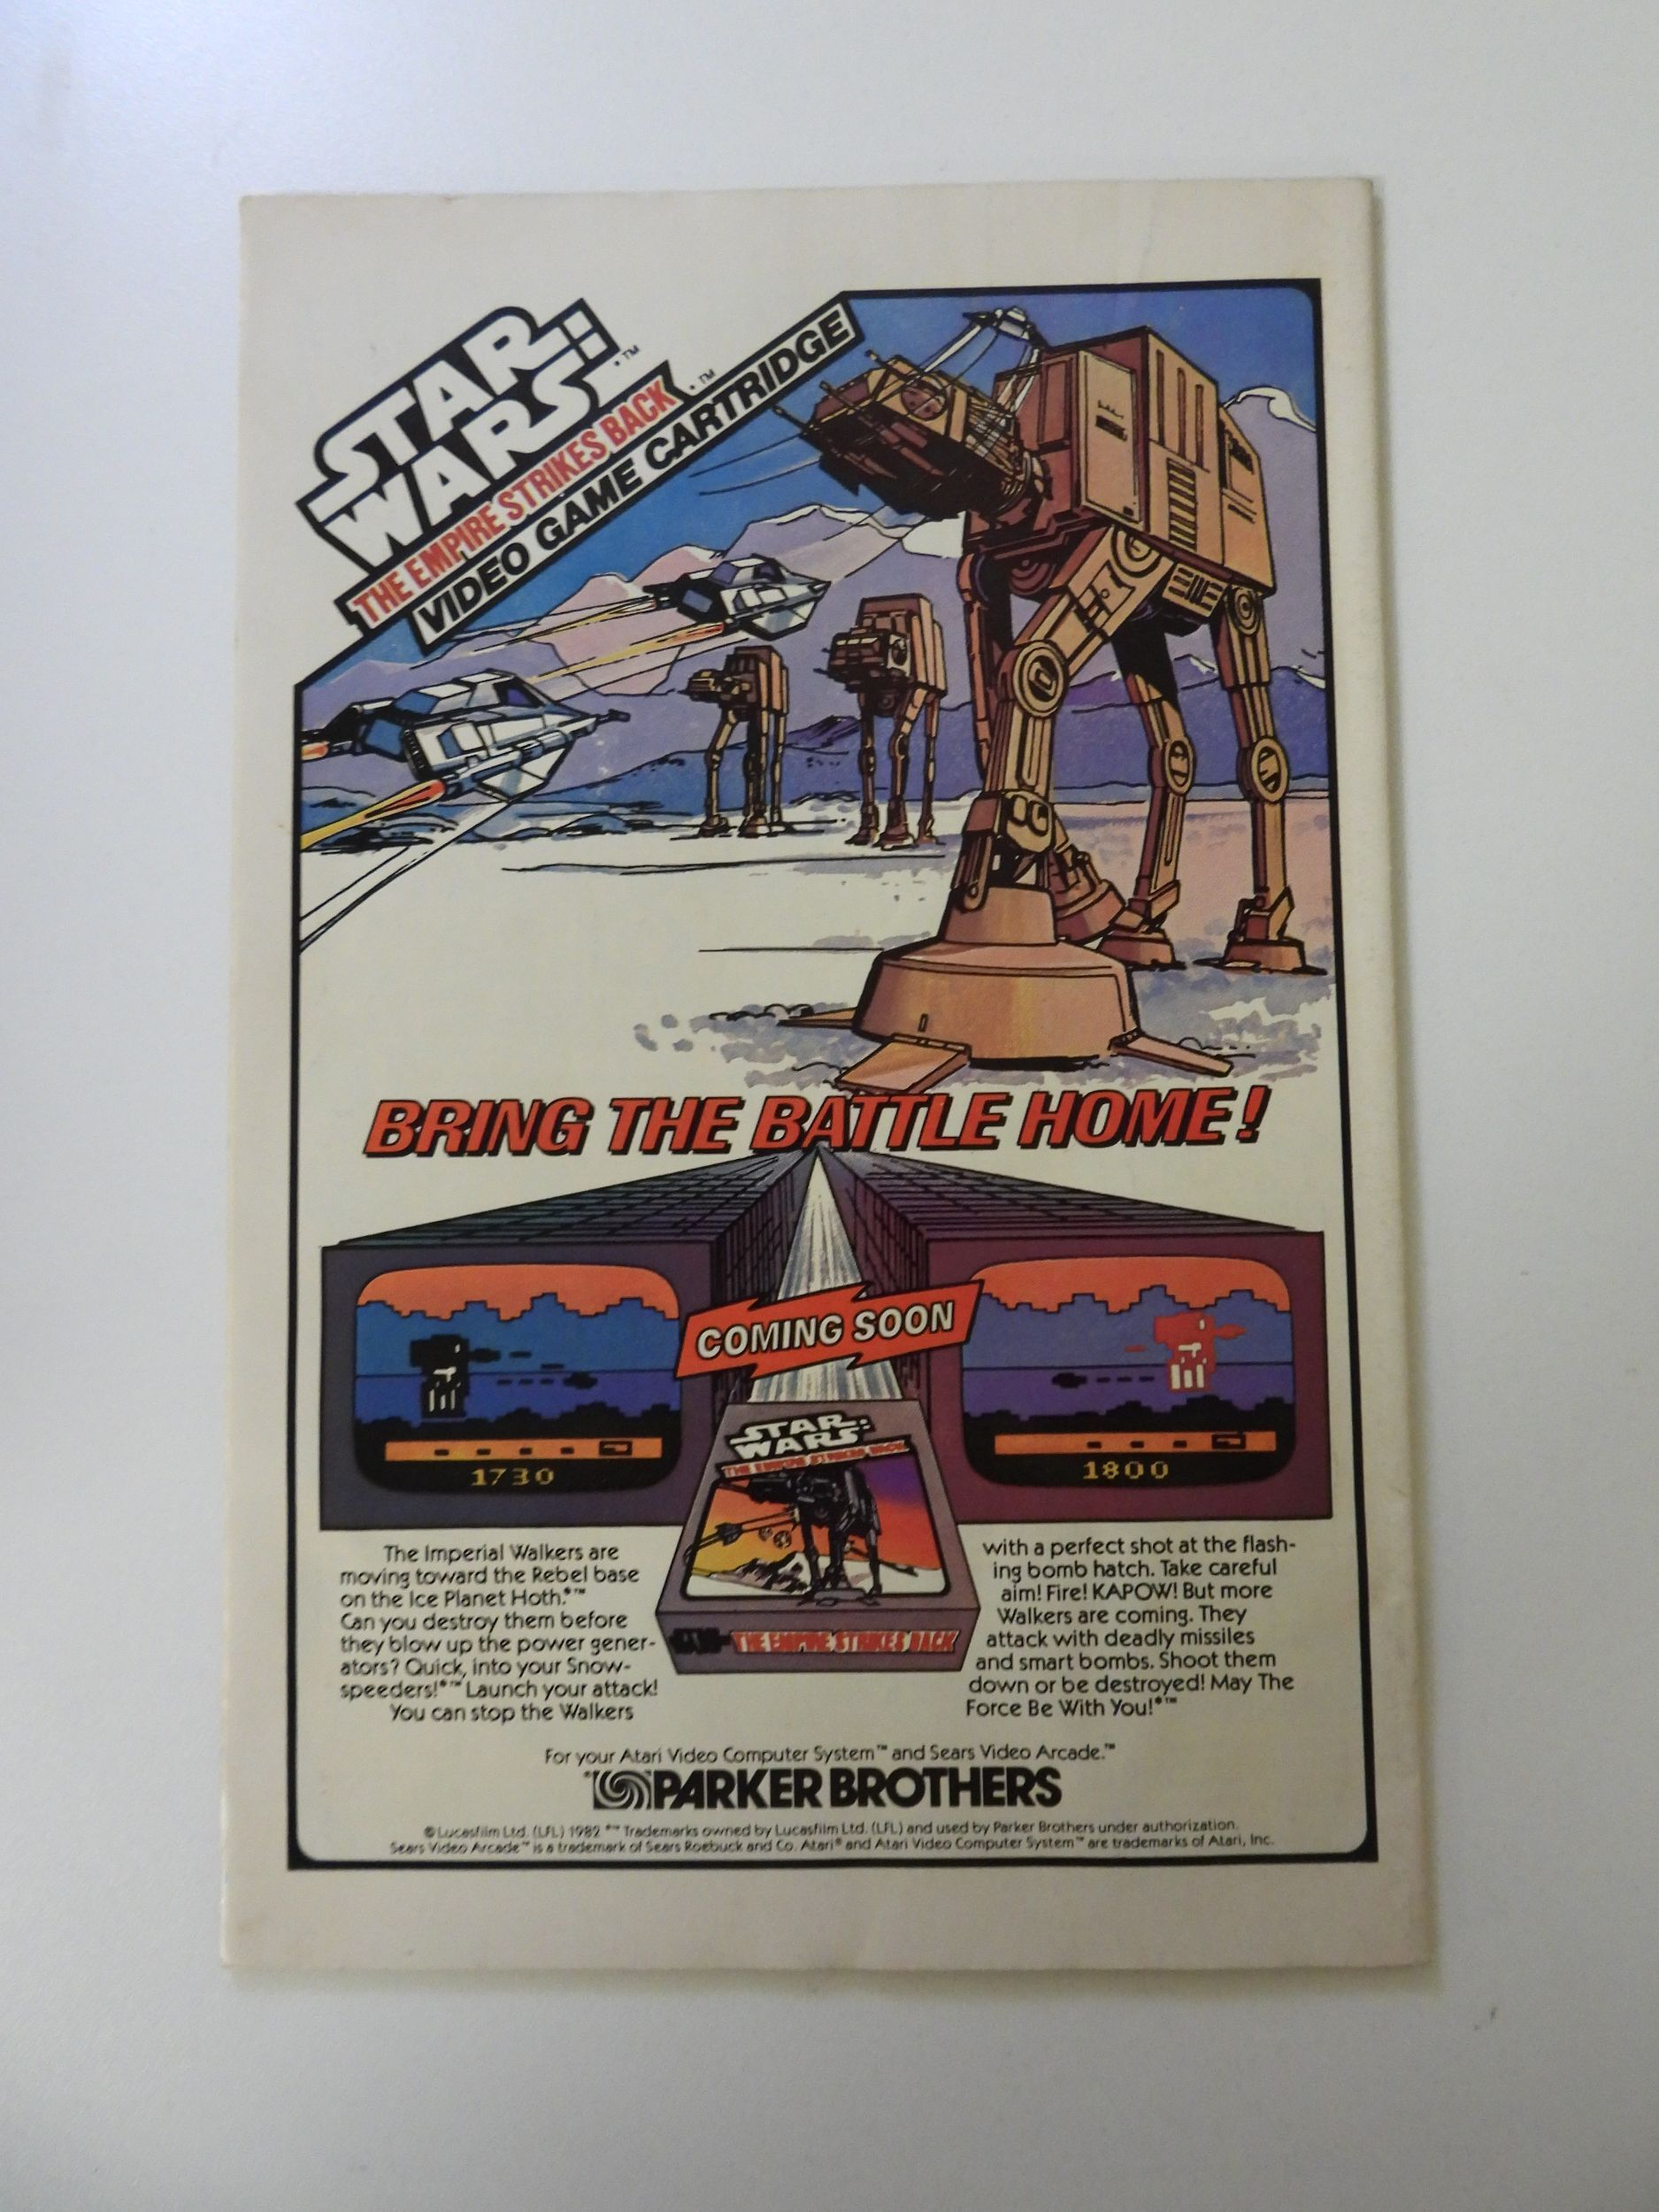 STAR
WARS:™
THE EMPIRE STRIKES BACK•™
VIDEO GAME CARTRIDGE
BRING THE BATTLE HOME!
COMING SOON
1730
1800
STAR
WARS:
THE EMPIRE STRIKES BACK
THE EMPIRE STRIKES BACK
The Imperial Walkers are
moving toward the Rebel base
on the Ice Planet Hoth.•™
Can you destroy them before
they blow up the power gener-
ators? Quick, into your Snow-
speeders!•™ Launch your attack!
You can stop the Walkers
with a perfect shot at the flash-
ing bomb hatch. Take careful
aim! Fire! KAPOW! But more
Walkers are coming. They
attack with deadly missiles
and smart bombs. Shoot them
down or be destroyed! May The
Force Be With You!•™
For your Atari Video Computer System™ and Sears Video Arcade.™
PARKER BROTHERS
© Lucasfilm Ltd. (LFL) 1982 •™ Trademarks owned by Lucasfilm Ltd. (LFL) and used by Parker Brothers under authorization.
Sears Video Arcade™ is a trademark of Sears Roebuck and Co. Atari® and Atari Video Computer System™ are trademarks of Atari, Inc.